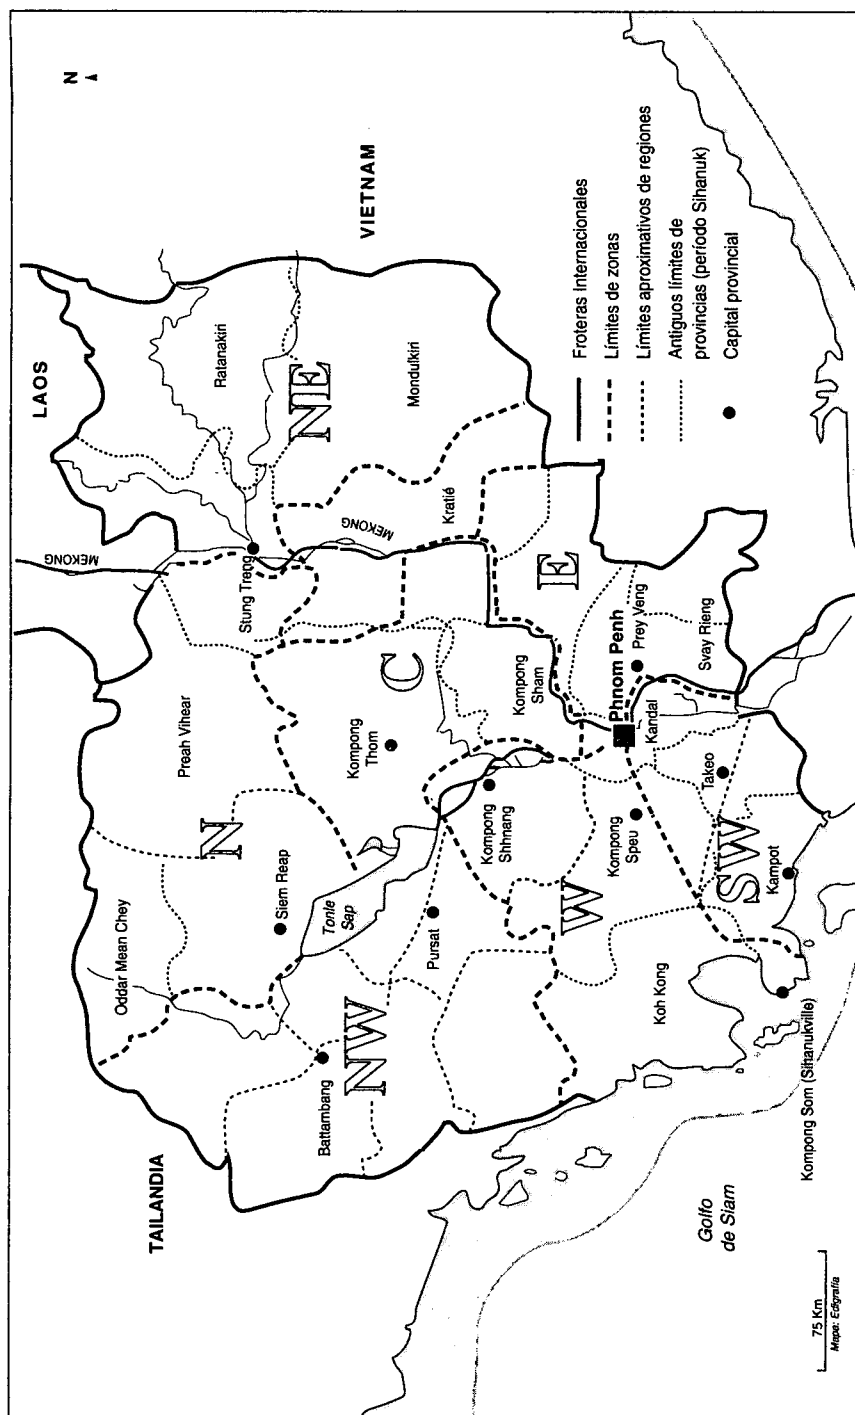 N
LAOS
VIETNAM
TAILANDIA
MEKONG
Ratanakiri
Stung Treng
NE
Mondulkiri
MEKONG
Kratié
Oddar Mean Chey
Preah Vihear
N
Siem Reap
Tonle
Sap
Kompong
Thom
C
Battambang
NW
Pursat
Kompong
Shhnang
Kompong
Sham
E
W
Kompong
Speu
Phnom Penh
Prey Veng
Kandal
Svay Rieng
Koh Kong
SW
Takeo
Kampot
Kompong Som (Sihanukville)
Golfo
de Siam
Froteras Internacionales
Límites de zonas
Límites aproximativos de regiones
Antiguos límites de
provincias (período Sihanuk)
Capital provincial
75 Km
Mapa: Edigrafía